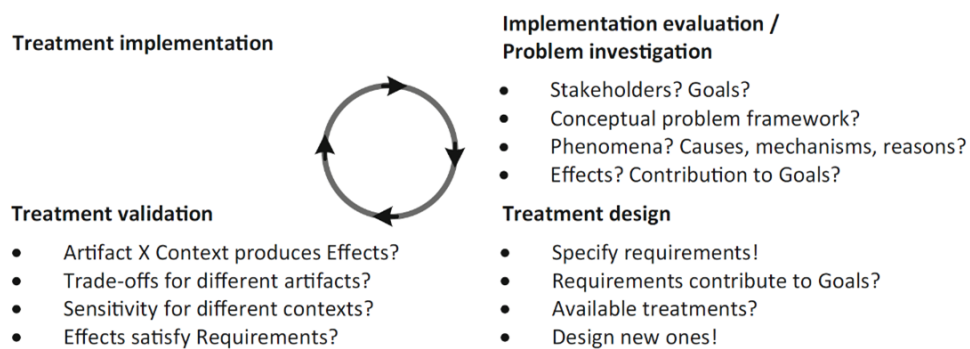 Treatment implementation
Implementation evaluation /
Problem investigation
• Stakeholders? Goals?
• Conceptual problem framework?
• Phenomena? Causes, mechanisms, reasons?
• Effects? Contribution to Goals?
Treatment validation
• Artifact X Context produces Effects?
• Trade-offs for different artifacts?
• Sensitivity for different contexts?
• Effects satisfy Requirements?
Treatment design
• Specify requirements!
• Requirements contribute to Goals?
• Available treatments?
• Design new ones!